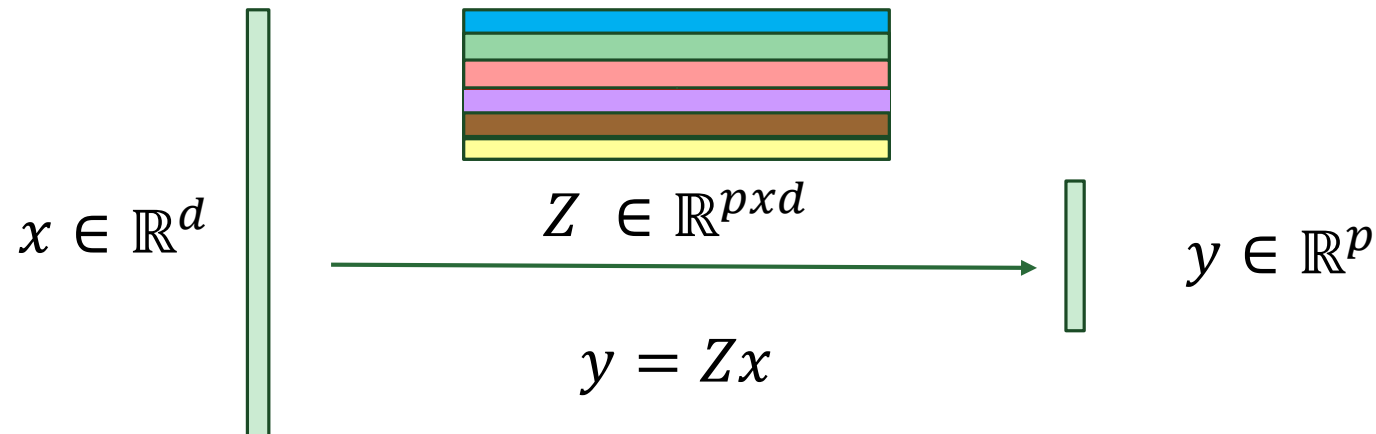 x ∈ ℝ^d
Z ∈ ℝ^{pxd}
y = Zx
y ∈ ℝ^p